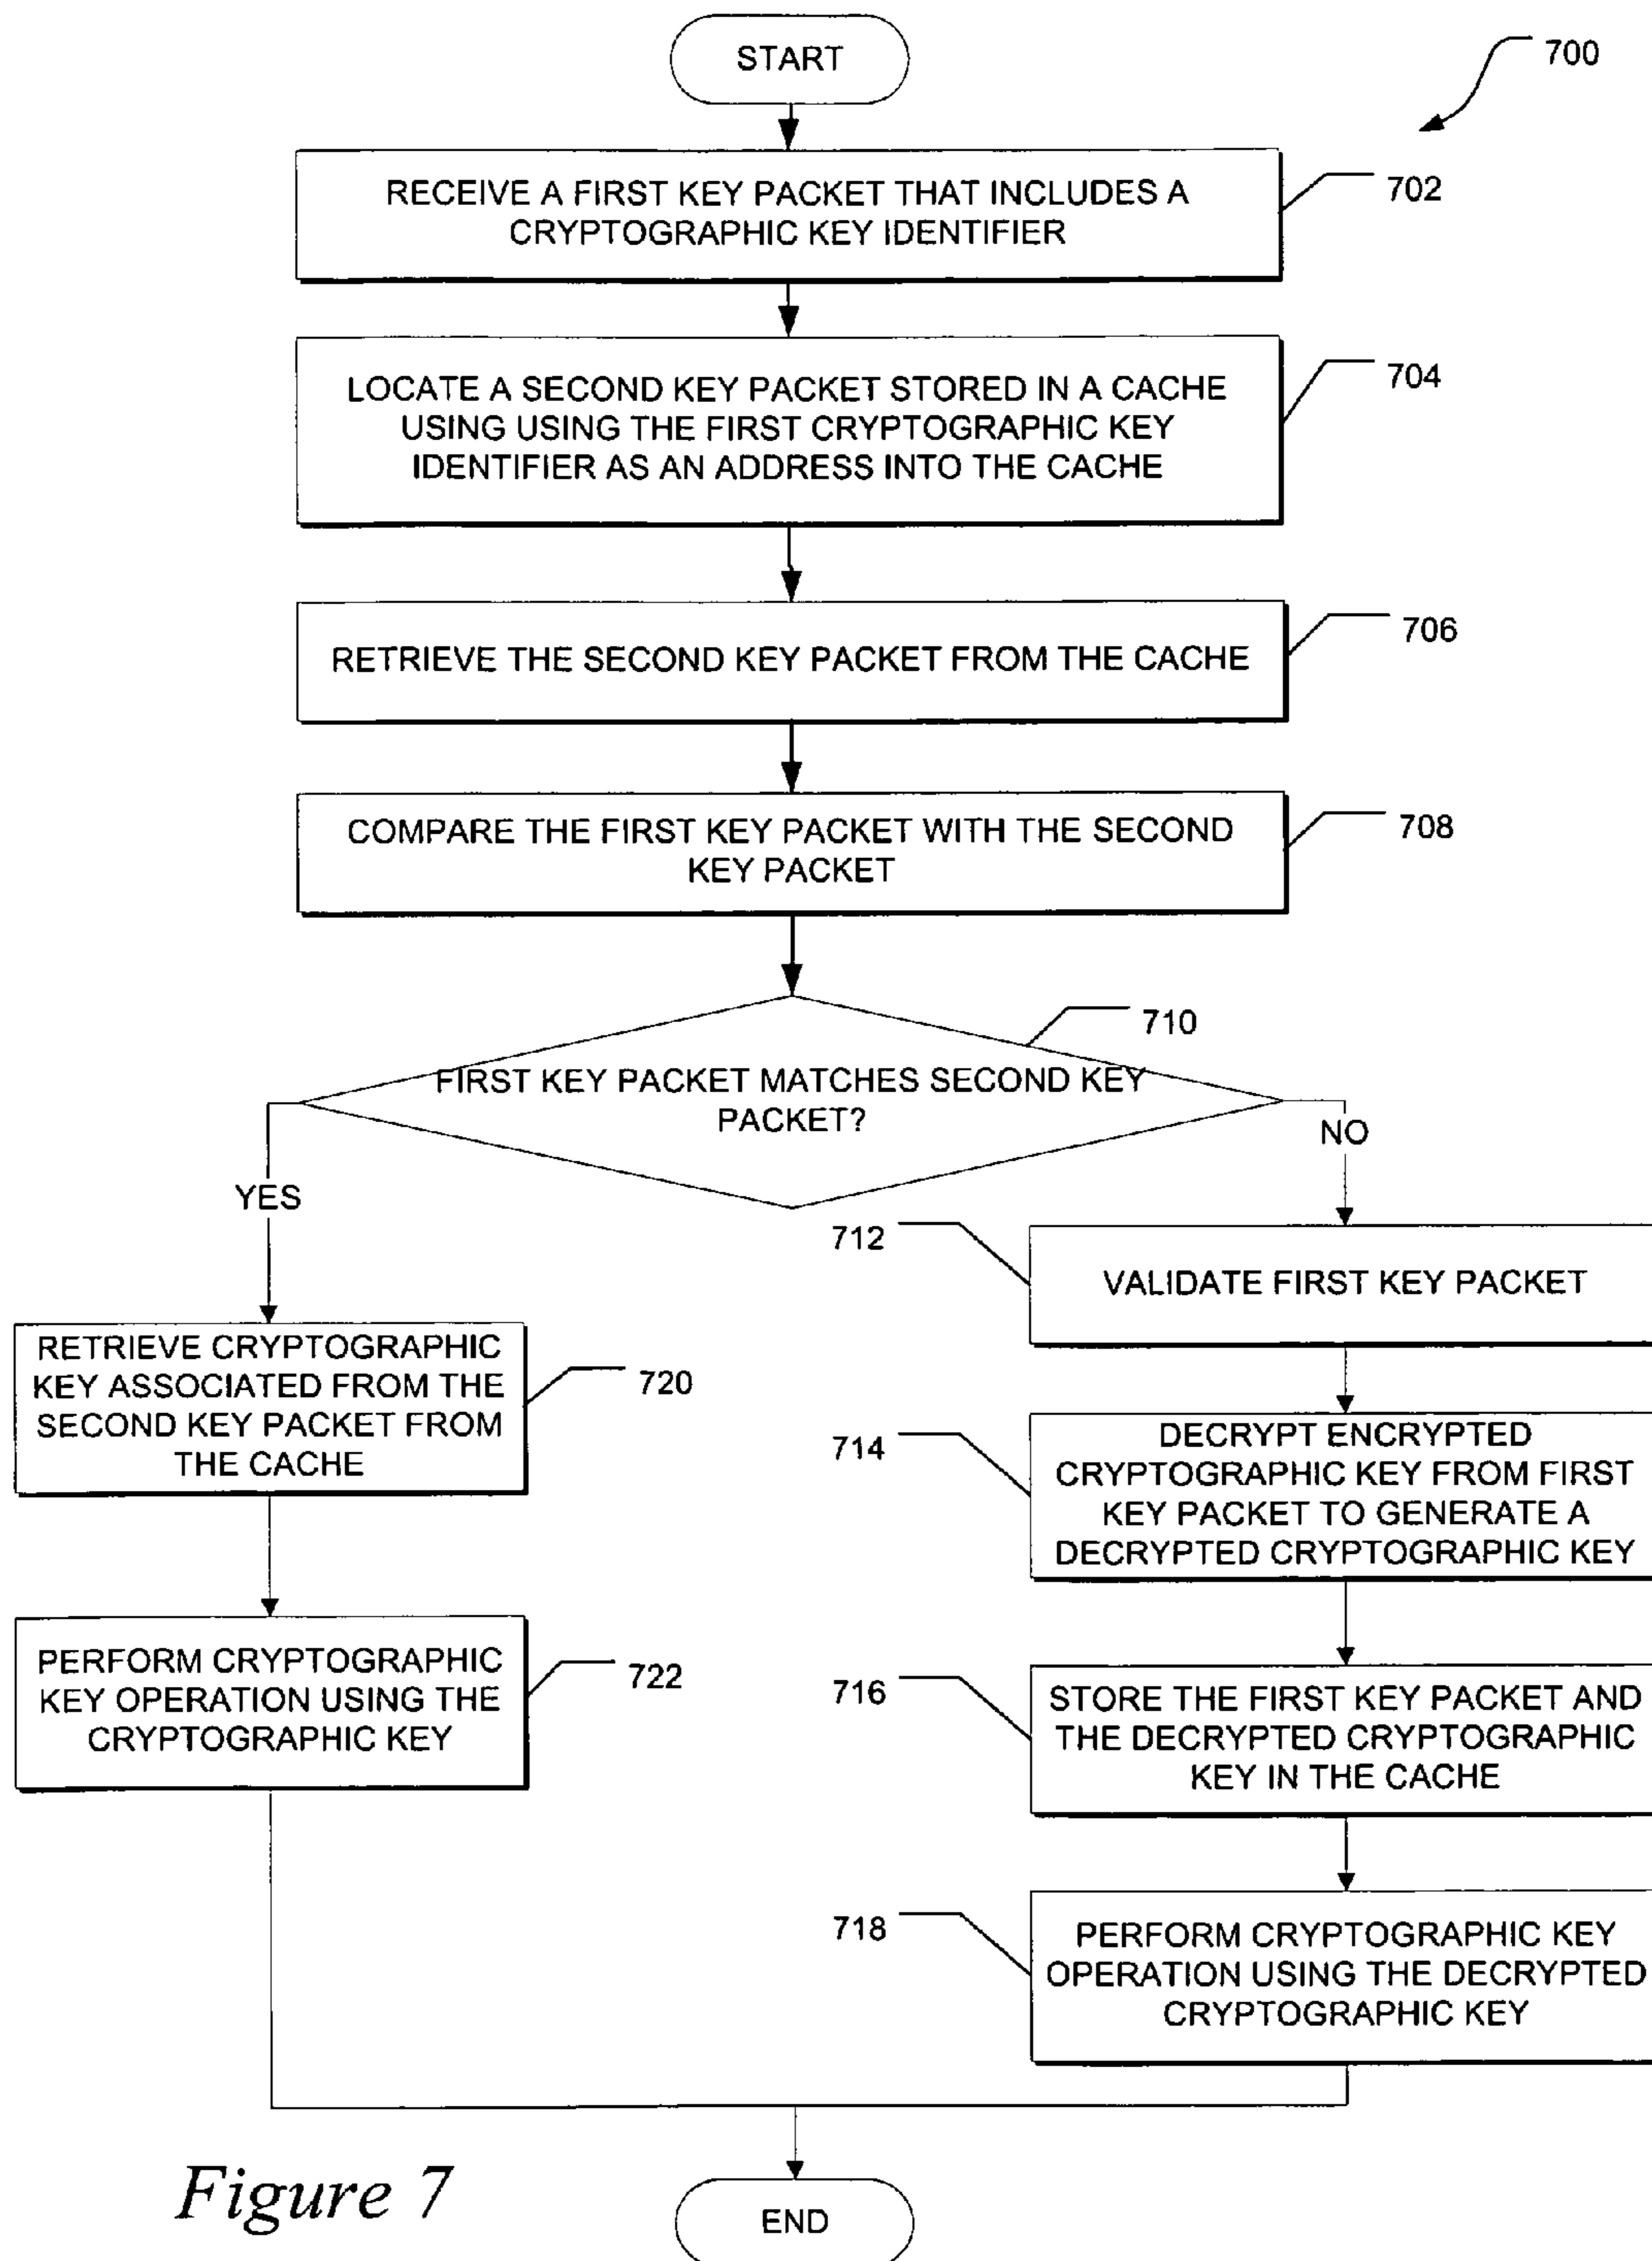 START
700
RECEIVE A FIRST KEY PACKET THAT INCLUDES A
CRYPTOGRAPHIC KEY IDENTIFIER
702
LOCATE A SECOND KEY PACKET STORED IN A CACHE
USING USING THE FIRST CRYPTOGRAPHIC KEY
IDENTIFIER AS AN ADDRESS INTO THE CACHE
704
RETRIEVE THE SECOND KEY PACKET FROM THE CACHE
706
COMPARE THE FIRST KEY PACKET WITH THE SECOND
KEY PACKET
708
710
FIRST KEY PACKET MATCHES SECOND KEY
PACKET?
NO
YES
712
VALIDATE FIRST KEY PACKET
RETRIEVE CRYPTOGRAPHIC
KEY ASSOCIATED FROM THE
SECOND KEY PACKET FROM
THE CACHE
720
714
DECRYPT ENCRYPTED
CRYPTOGRAPHIC KEY FROM FIRST
KEY PACKET TO GENERATE A
DECRYPTED CRYPTOGRAPHIC KEY
PERFORM CRYPTOGRAPHIC
KEY OPERATION USING THE
CRYPTOGRAPHIC KEY
722
716
STORE THE FIRST KEY PACKET AND
THE DECRYPTED CRYPTOGRAPHIC
KEY IN THE CACHE
718
PERFORM CRYPTOGRAPHIC KEY
OPERATION USING THE DECRYPTED
CRYPTOGRAPHIC KEY
Figure 7
END